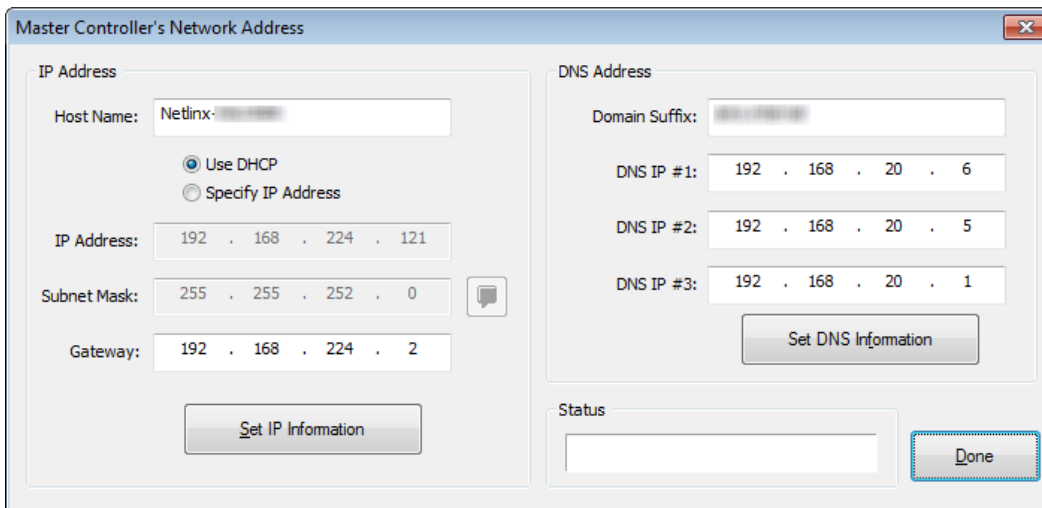 Master Controller's Network Address
IP Address
Host Name: Netlinx-
Use DHCP
Specify IP Address
IP Address: 192 . 168 . 224 . 121
Subnet Mask: 255 . 255 . 252 . 0
Gateway: 192 . 168 . 224 . 2
Set IP Information
DNS Address
Domain Suffix:
DNS IP #1: 192 . 168 . 20 . 6
DNS IP #2: 192 . 168 . 20 . 5
DNS IP #3: 192 . 168 . 20 . 1
Set DNS Information
Status
Done